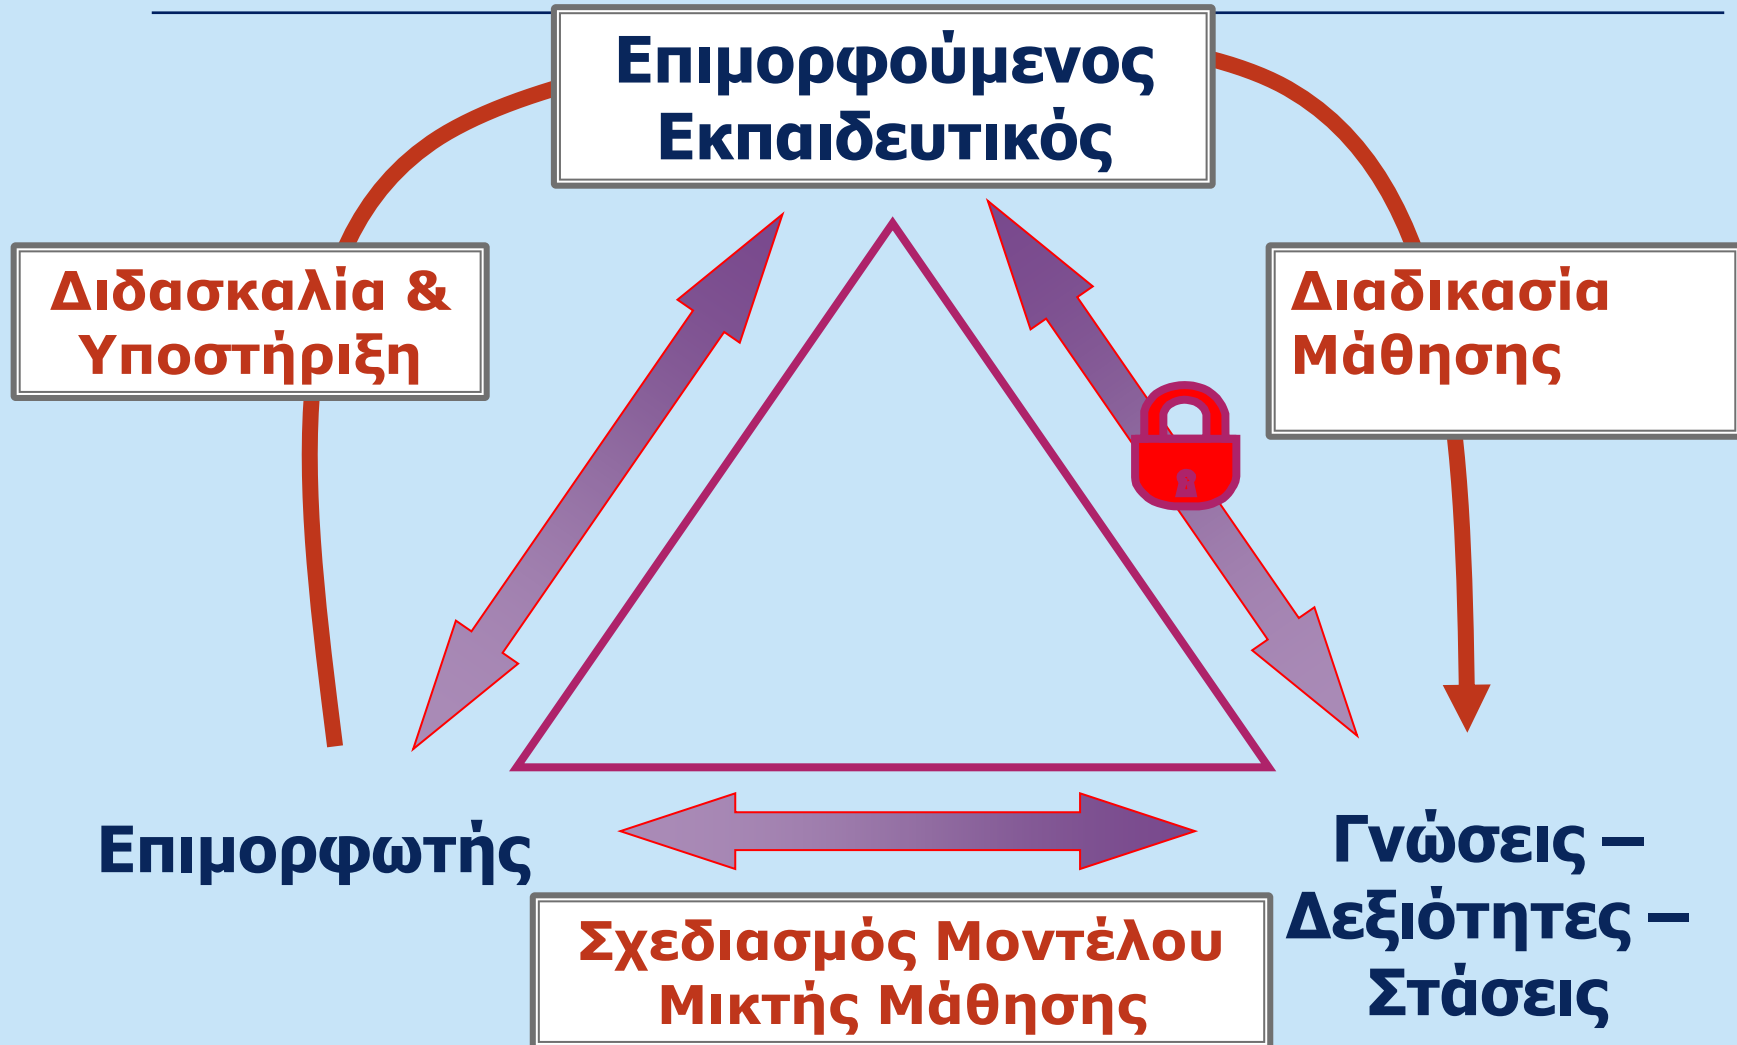 Επιμορφούμενος
Εκπαιδευτικός
Διδασκαλία &
Υποστήριξη
Διαδικασία
Μάθησης
Επιμορφωτής
Γνώσεις –
Δεξιότητες –
Στάσεις
Σχεδιασμός Μοντέλου
Μικτής Μάθησης